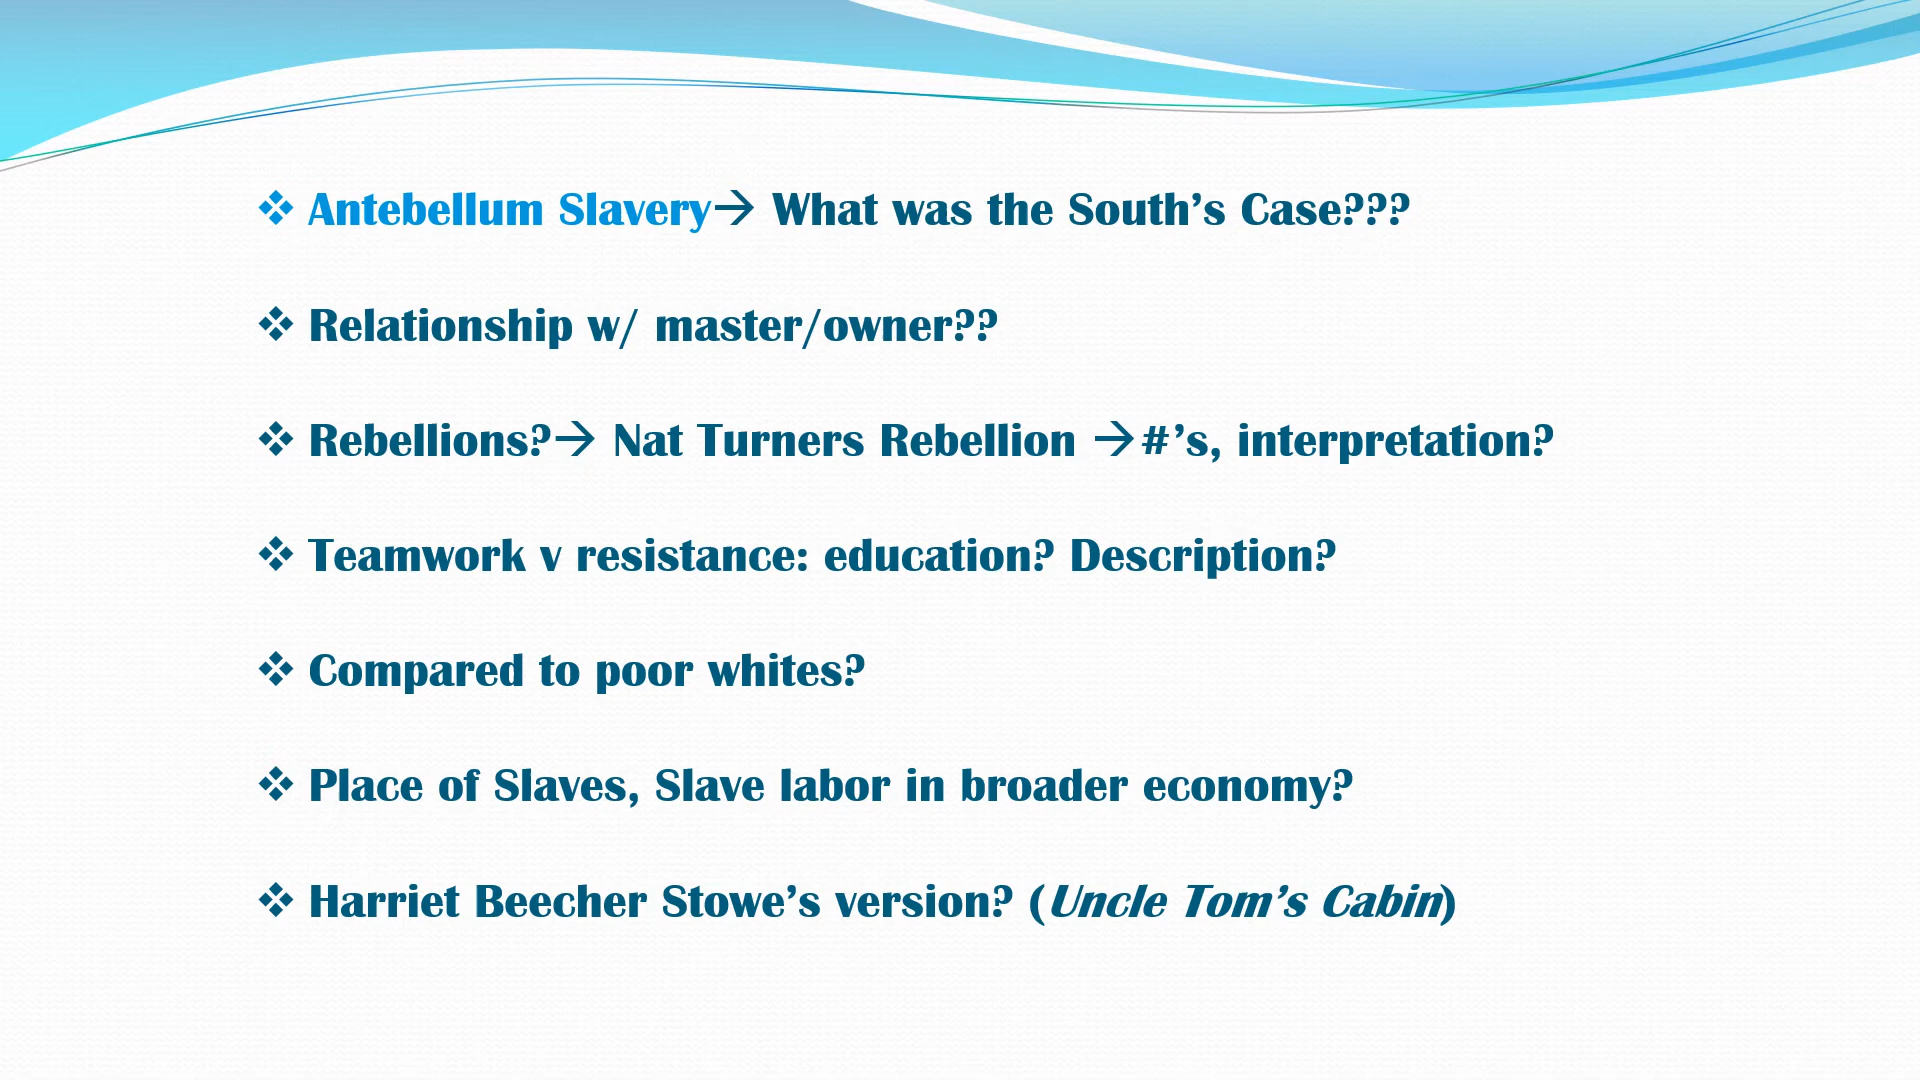 ❖ Antebellum Slavery→ What was the South’s Case???
❖ Relationship w/ master/owner??
❖ Rebellions?→ Nat Turners Rebellion →#’s, interpretation?
❖ Teamwork v resistance: education? Description?
❖ Compared to poor whites?
❖ Place of Slaves, Slave labor in broader economy?
❖ Harriet Beecher Stowe’s version? (Uncle Tom’s Cabin)